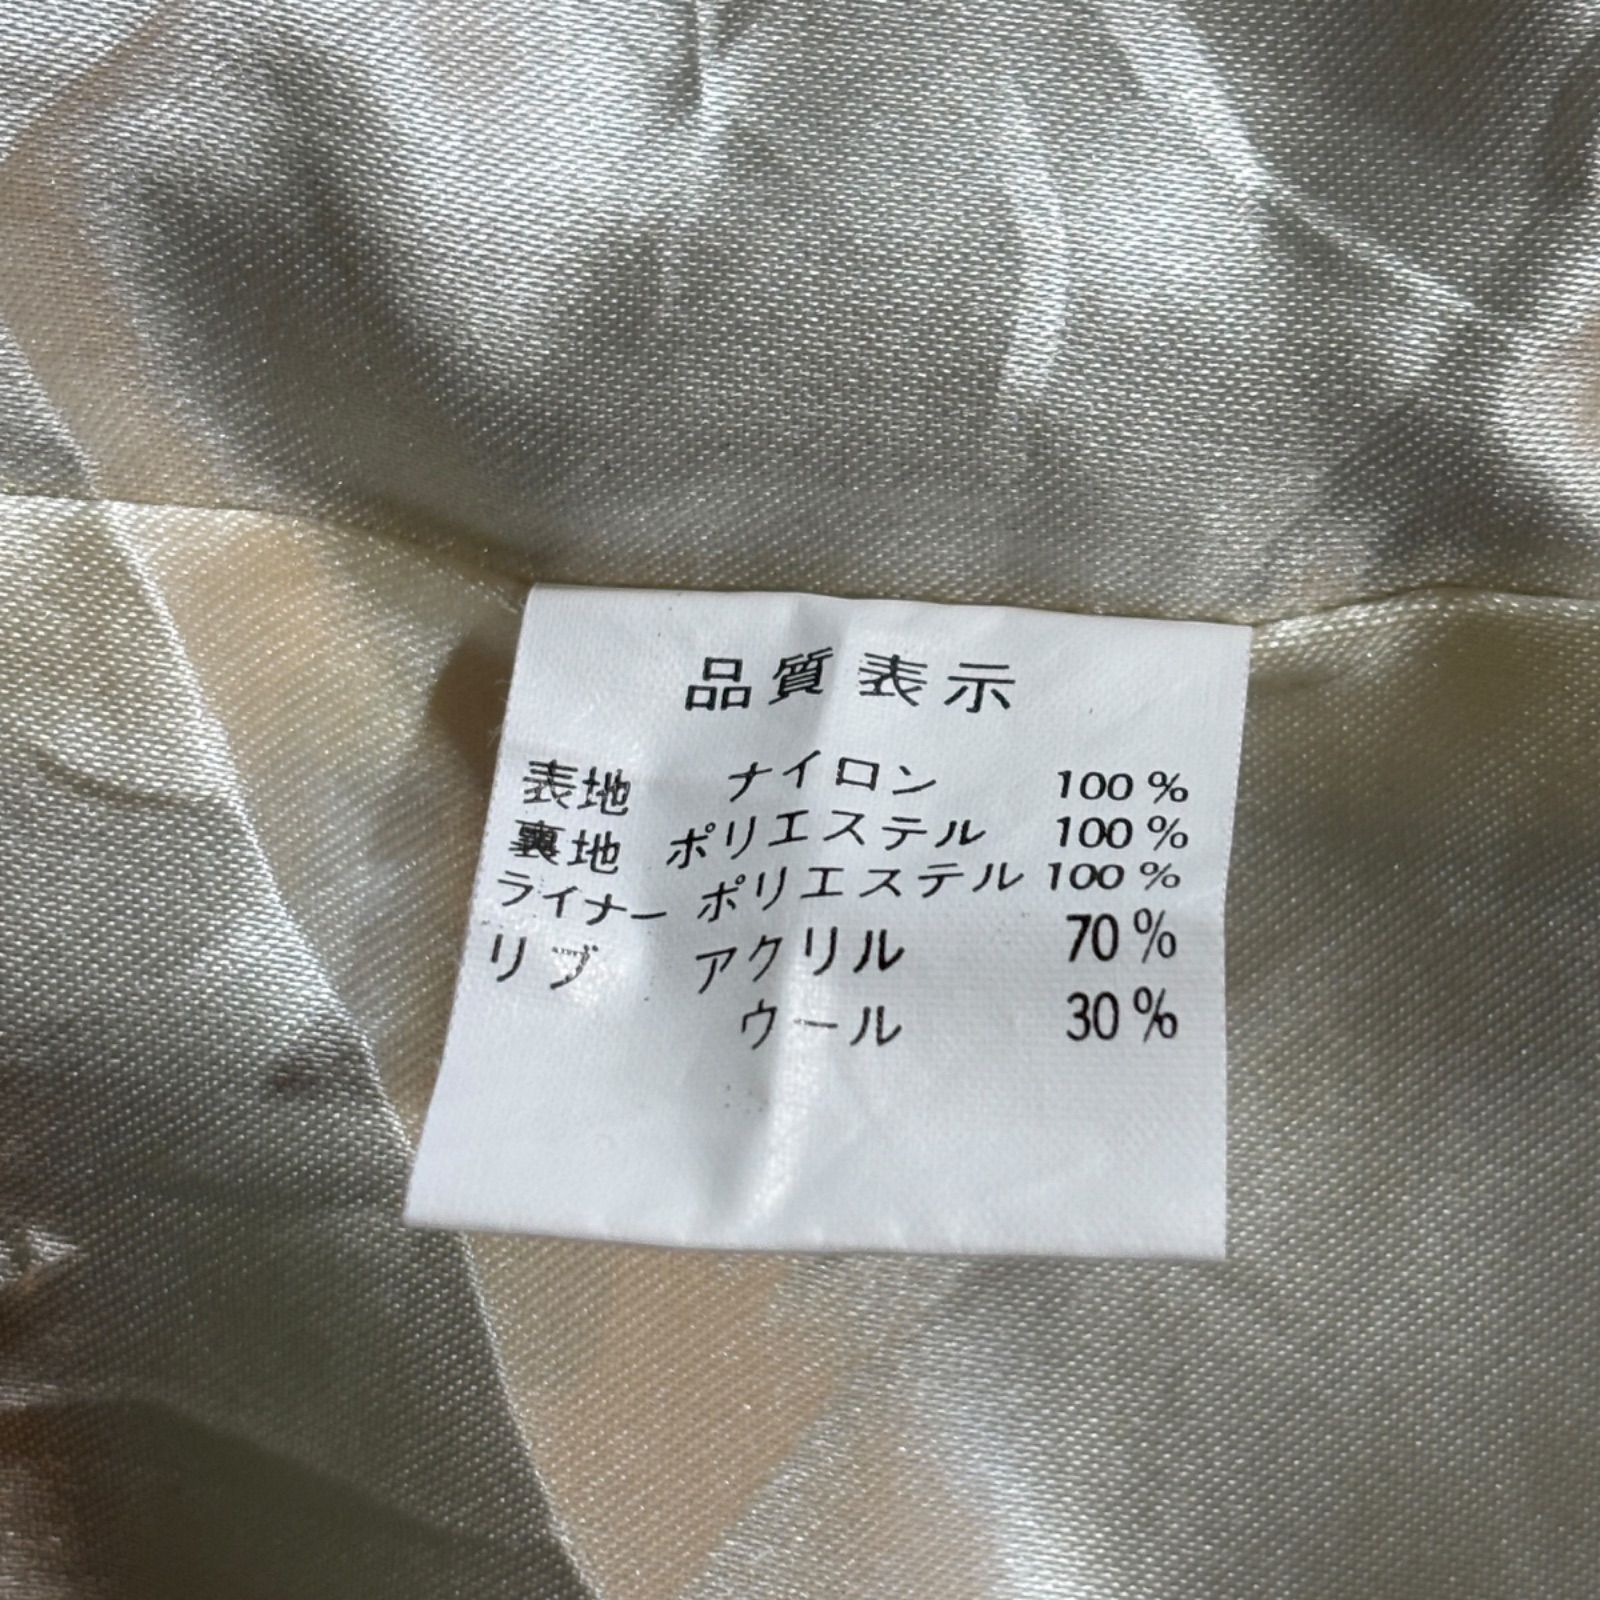 品質表示
表地 ナイロン 100%
裏地 ポリエステル 100%
ライナー ポリエステル 100%
リブ アクリル 70%
ウール 30%